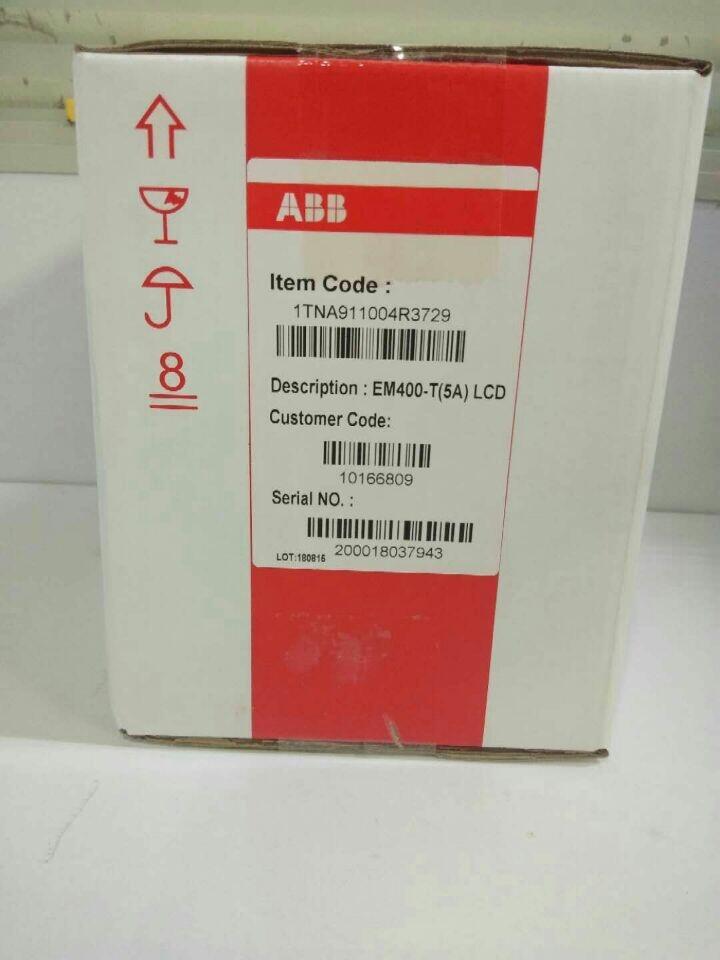 ABB
Item Code :
1TNA911004R3729
Description : EM400-T(5A) LCD
Customer Code:
10166809
Serial NO. :
LOT:180815 200018037943
8